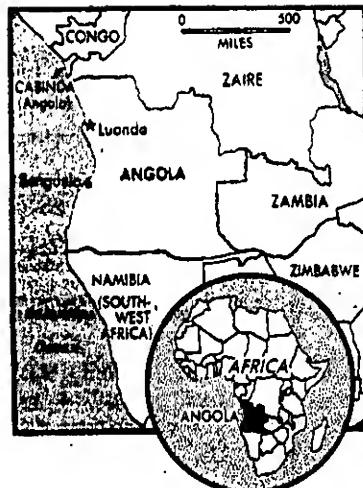 0 500
MILES
CONGO
ZAIRE
CABINDA
(Angola)
Luanda
ANGOLA
ZAMBIA
NAMIBIA
(SOUTH-
WEST
AFRICA)
ZIMBABWE
AFRICA
ANGOLA